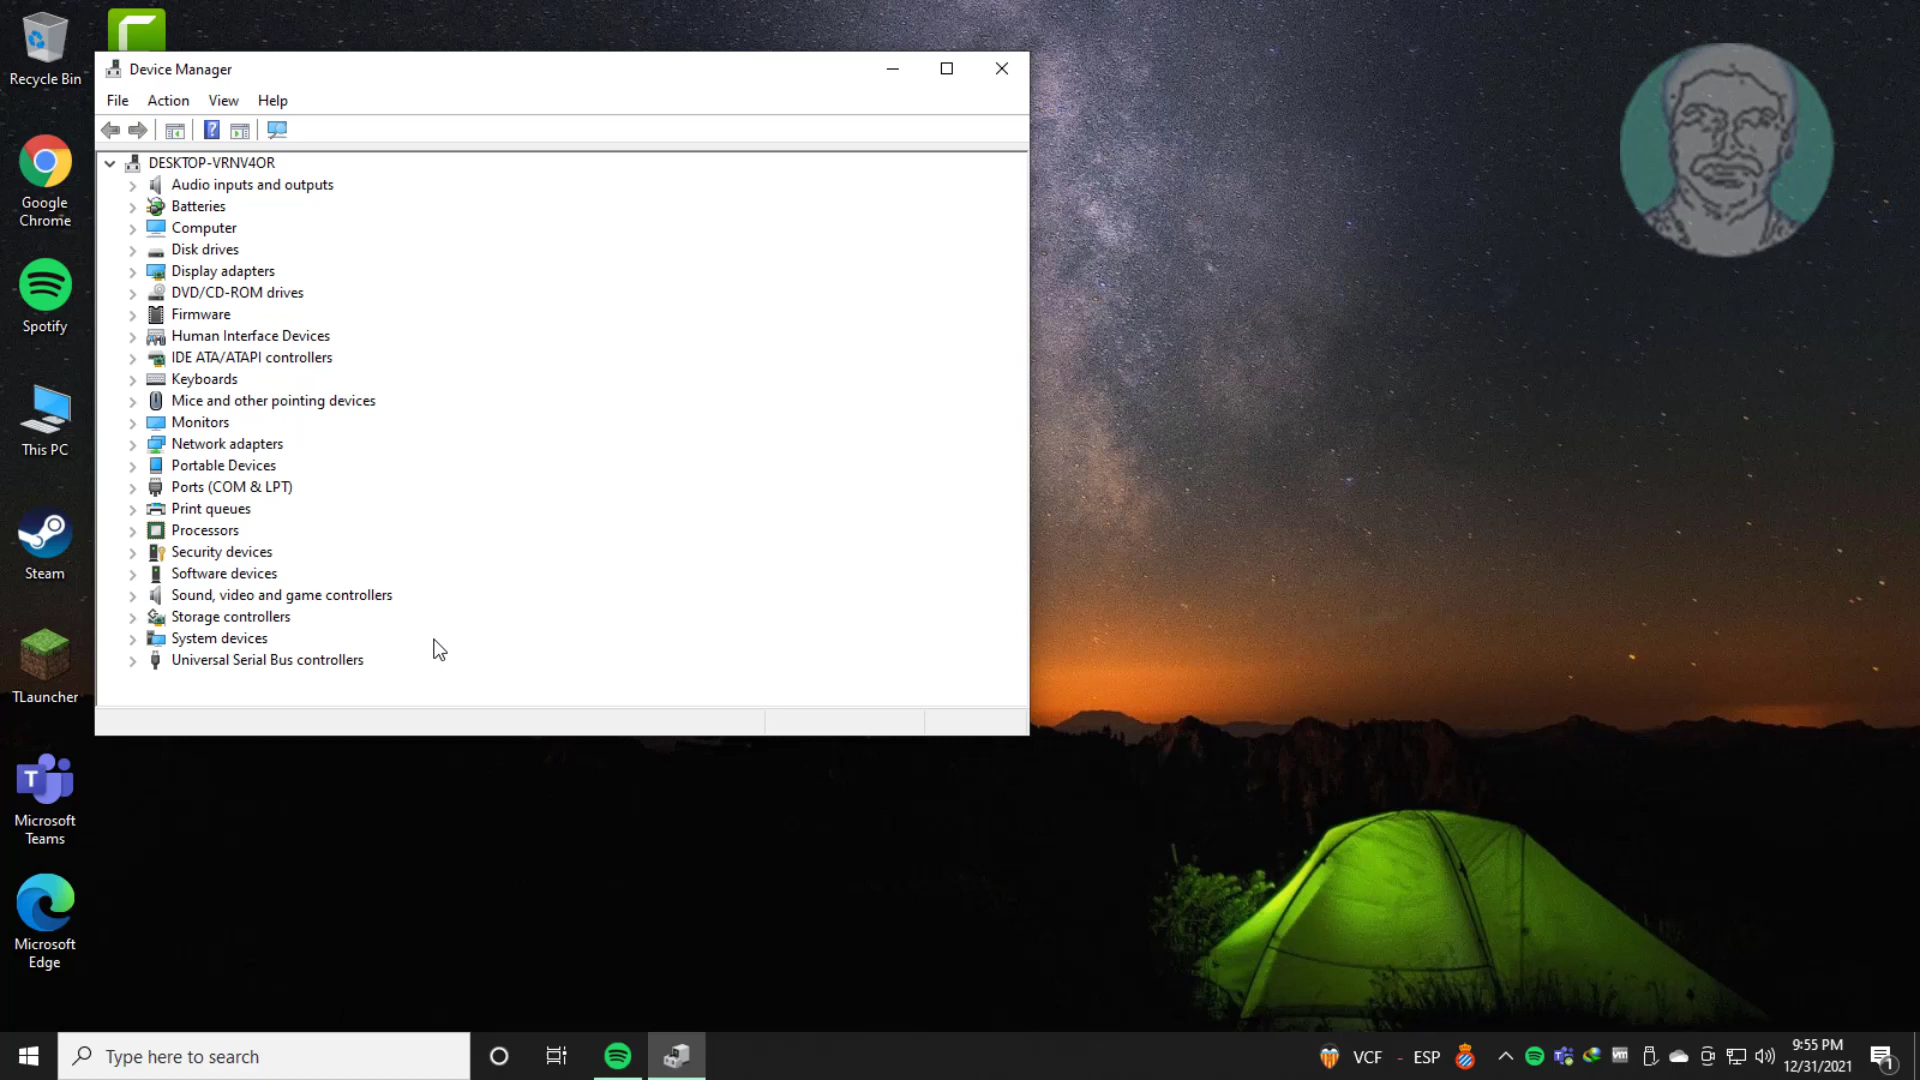 Recycle Bin
Google
Chrome
Spotify
This PC
Steam
TLauncher
Microsoft
Teams
Microsoft
Edge
Device Manager
File Action View Help
DESKTOP-VRNV4OR
Audio inputs and outputs
Batteries
Computer
Disk drives
Display adapters
DVD/CD-ROM drives
Firmware
Human Interface Devices
IDE ATA/ATAPI controllers
Keyboards
Mice and other pointing devices
Monitors
Network adapters
Portable Devices
Ports (COM & LPT)
Print queues
Processors
Security devices
Software devices
Sound, video and game controllers
Storage controllers
System devices
Universal Serial Bus controllers
Type here to search
VCF - ESP
9:55 PM
12/31/2021
1